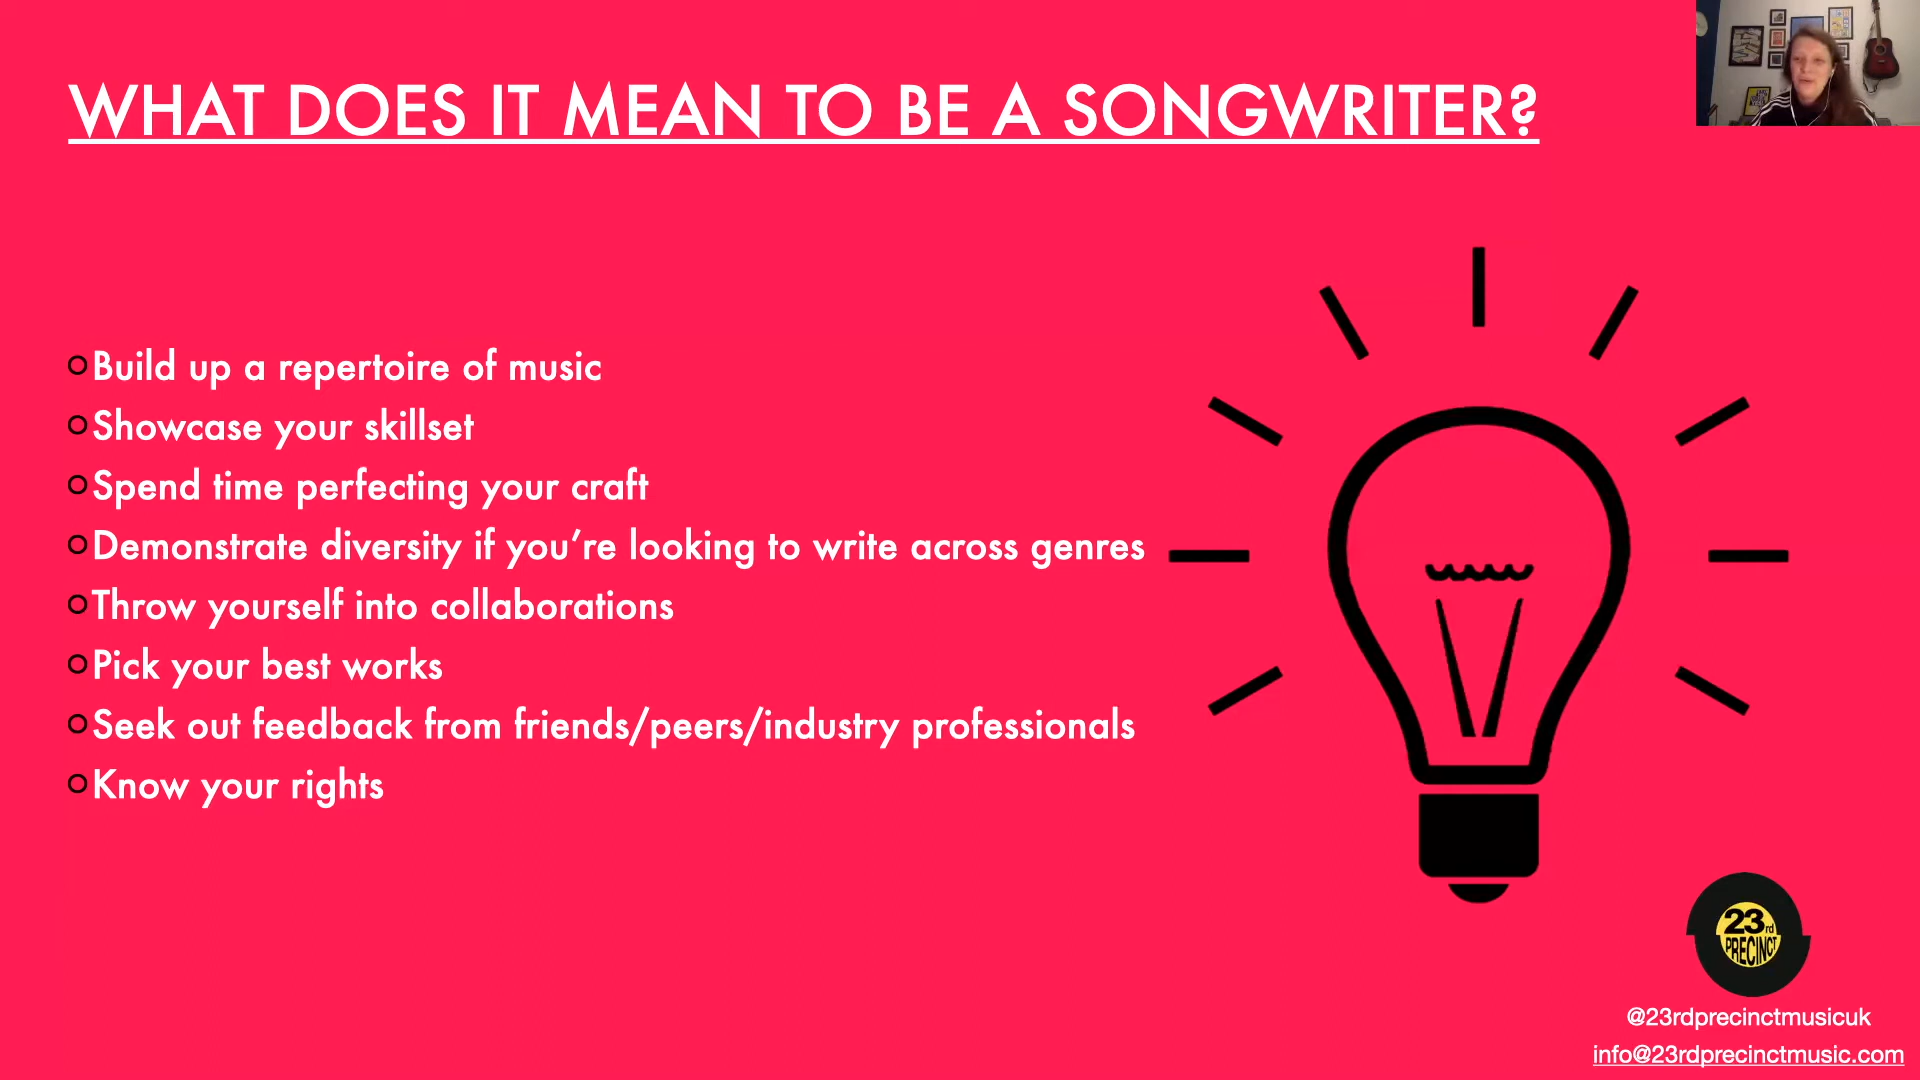 WHAT DOES IT MEAN TO BE A SONGWRITER?
Build up a repertoire of music
Showcase your skillset
Spend time perfecting your craft
Demonstrate diversity if you’re looking to write across genres
Throw yourself into collaborations
Pick your best works
Seek out feedback from friends/peers/industry professionals
Know your rights
23rd
PRECINCT
@23rdprecinctmusicuk
info@23rdprecinctmusic.com